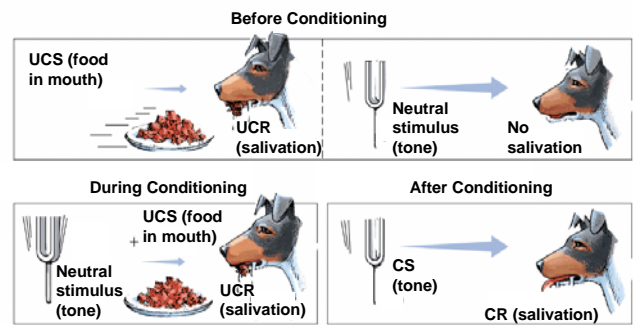 Before Conditioning
UCS (food
in mouth)
UCR
(salivation)
Neutral
stimulus
(tone)
No
salivation
During Conditioning
Neutral
stimulus
(tone)
+
UCS (food
in mouth)
UCR
(salivation)
After Conditioning
CS
(tone)
CR (salivation)